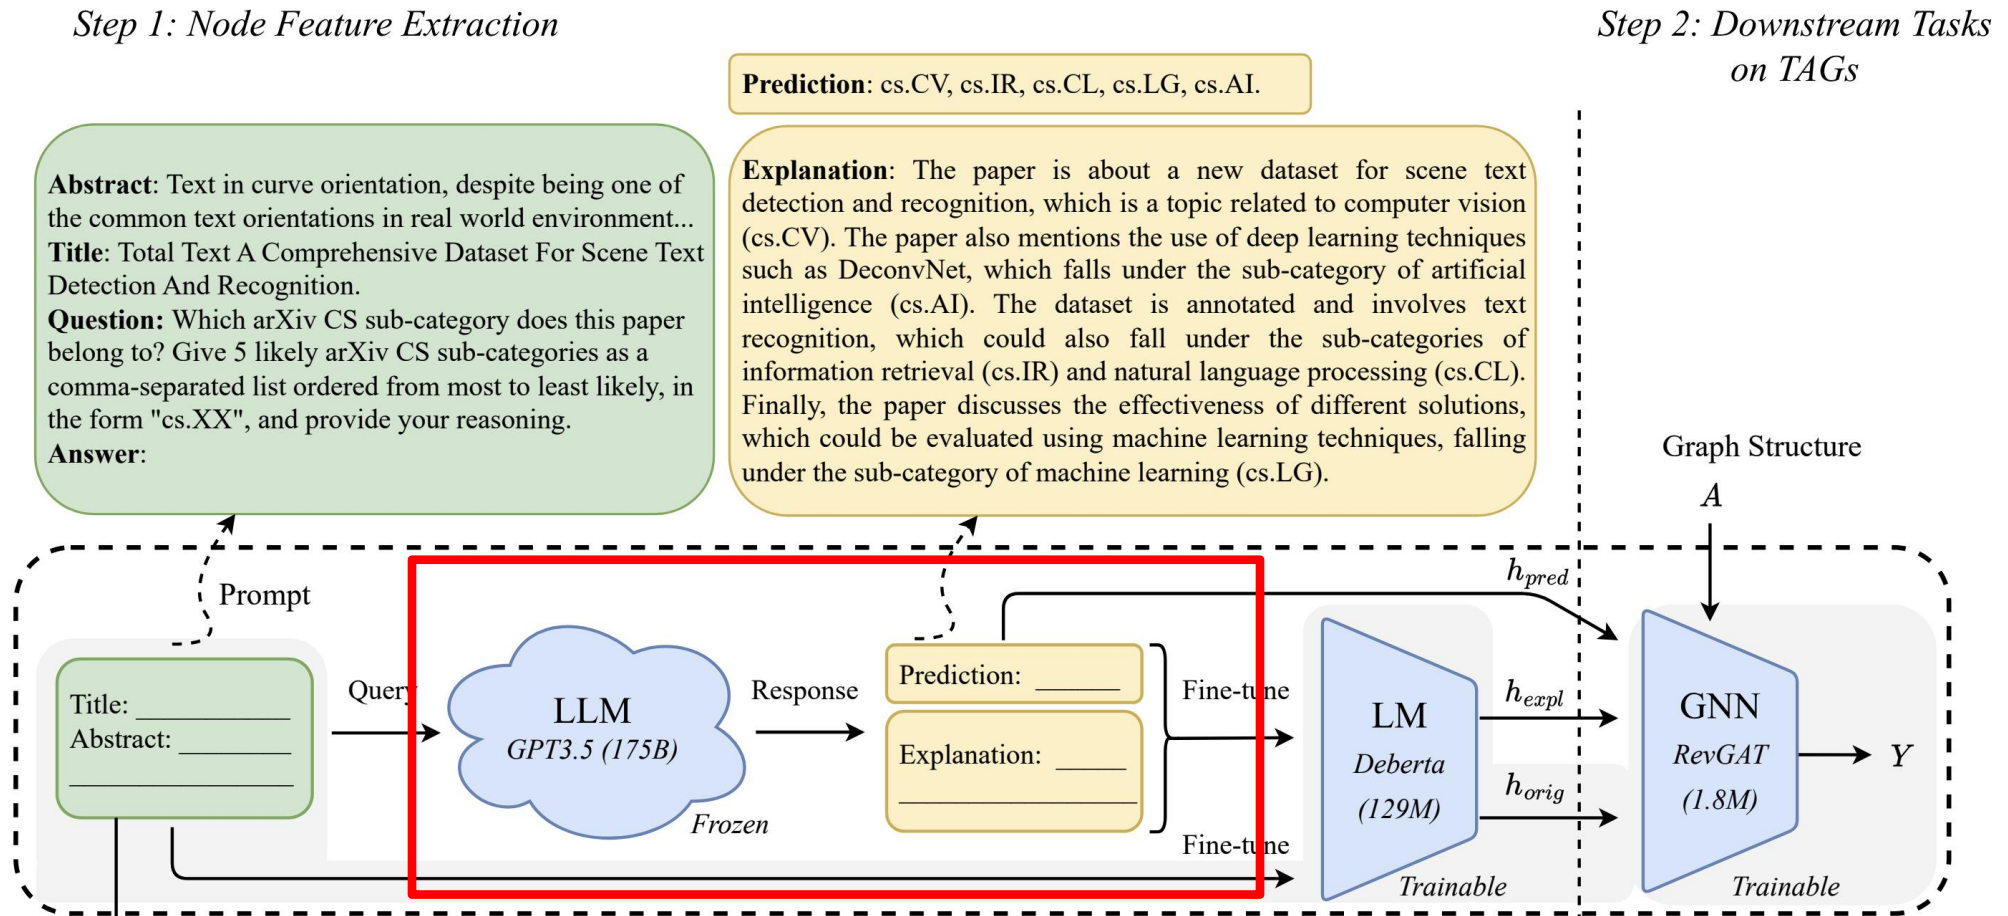 Step 1: Node Feature Extraction
Step 2: Downstream Tasks
on TAGs
Prediction: cs.CV, cs.IR, cs.CL, cs.LG, cs.AI.
Abstract: Text in curve orientation, despite being one of
the common text orientations in real world environment...
Title: Total Text A Comprehensive Dataset For Scene Text
Detection And Recognition.
Question: Which arXiv CS sub-category does this paper
belong to? Give 5 likely arXiv CS sub-categories as a
comma-separated list ordered from most to least likely, in
the form "cs.XX", and provide your reasoning.
Answer:
Explanation: The paper is about a new dataset for scene text
detection and recognition, which is a topic related to computer vision
(cs.CV). The paper also mentions the use of deep learning techniques
such as DeconvNet, which falls under the sub-category of artificial
intelligence (cs.AI). The dataset is annotated and involves text
recognition, which could also fall under the sub-categories of
information retrieval (cs.IR) and natural language processing (cs.CL).
Finally, the paper discusses the effectiveness of different solutions,
which could be evaluated using machine learning techniques, falling
under the sub-category of machine learning (cs.LG).
Graph Structure
A
Prompt
Title: ___________
Abstract: ________
Query
LLM
GPT3.5 (175B)
Frozen
Response
Prediction: ______
Explanation: _____
Fine-tune
Fine-tune
LM
Deberta
(129M)
Trainable
h_pred
h_expl
h_orig
GNN
RevGAT
(1.8M)
Trainable
Y